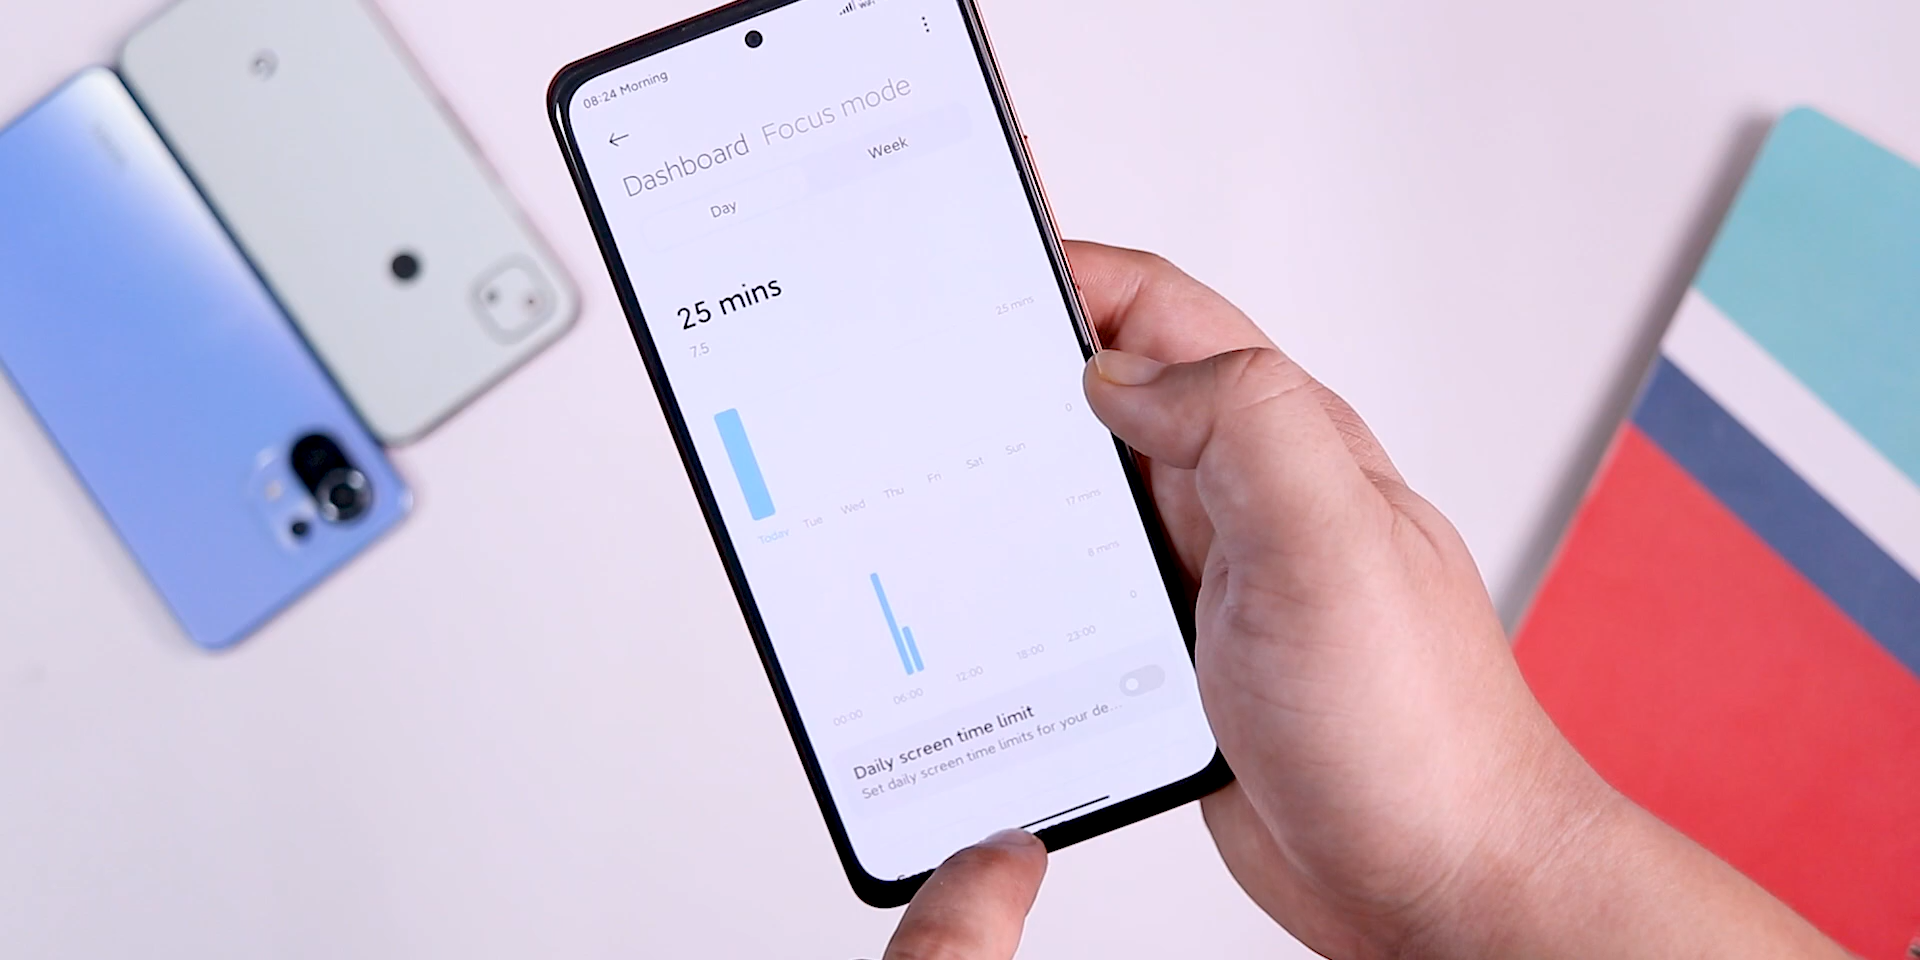 08:24 Morning
Dashboard Focus mode
Day Week
25 mins
7.5
25 mins
0
Today Tue Wed Thu Fri Sat Sun
17 mins
8 mins
0
00:00 06:00 12:00 18:00 23:00
Daily screen time limit
Set daily screen time limits for your de...